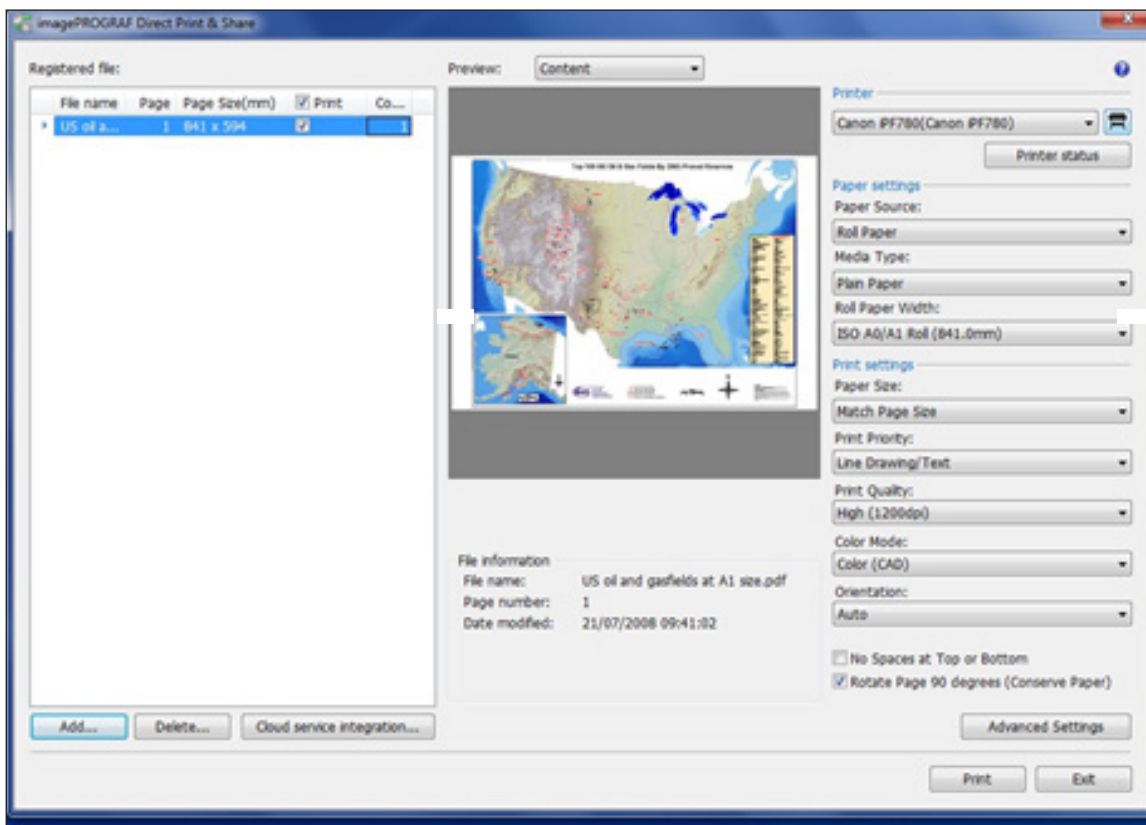 imagePROGRAF Direct Print & Share
Registered file:
Preview: Content
File name Page Page Size(mm) Print Co....
US oil a... 1 841 x 594 1
Printer
Canon iPF780(Canon iPF780)
Printer status
Paper settings
Paper Source:
Roll Paper
Media Type:
Plain Paper
Roll Paper Width:
ISO A0/A1 Roll (841.0mm)
Print settings
Paper Size:
Match Page Size
Print Priority:
Line Drawing/Text
Print Quality:
High (1200dpi)
Color Mode:
Color (CAD)
Orientation:
Auto
No Spaces at Top or Bottom
Rotate Page 90 degrees (Conserve Paper)
File information
File name: US oil and gasfields at A1 size.pdf
Page number: 1
Date modified: 21/07/2008 09:41:02
Add... Delete... Cloud service integration... Advanced Settings
Print Exit